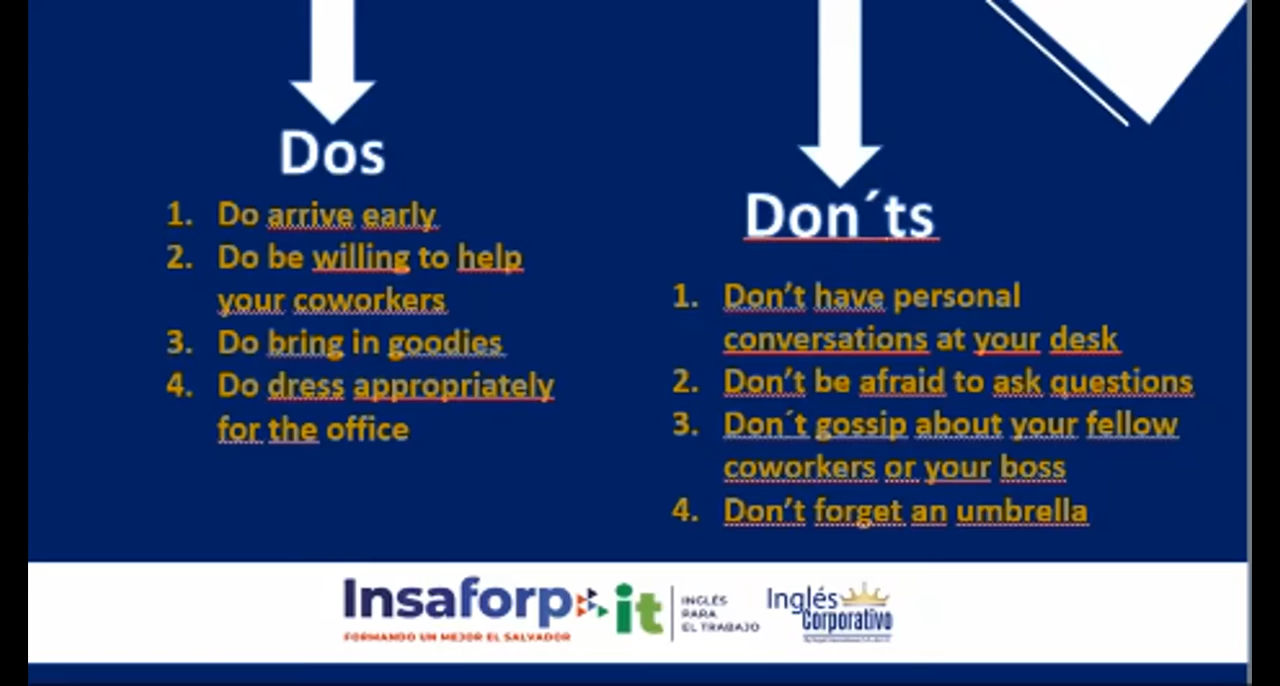 Dos
1. Do arrive early
2. Do be willing to help
your coworkers
3. Do bring in goodies
4. Do dress appropriately
for the office
Don´ts
1. Don’t have personal
conversations at your desk
2. Don’t be afraid to ask questions
3. Don´t gossip about your fellow
coworkers or your boss
4. Don’t forget an umbrella
Insaforp
FORMANDO UN MEJOR EL SALVADOR
it
INGLÉS
PARA
EL TRABAJO
Inglés
Corporativo